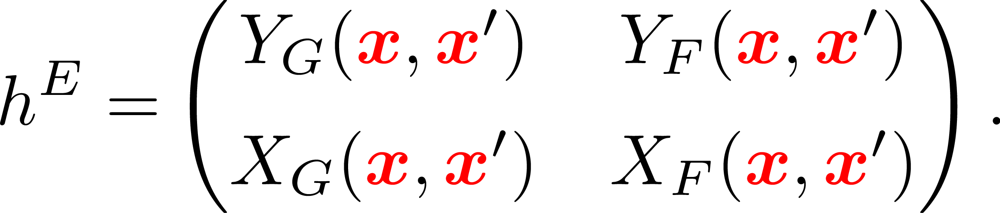 h^E = ( Y_G(x, x′) Y_F(x, x′)
X_G(x, x′) X_F(x, x′) ) .